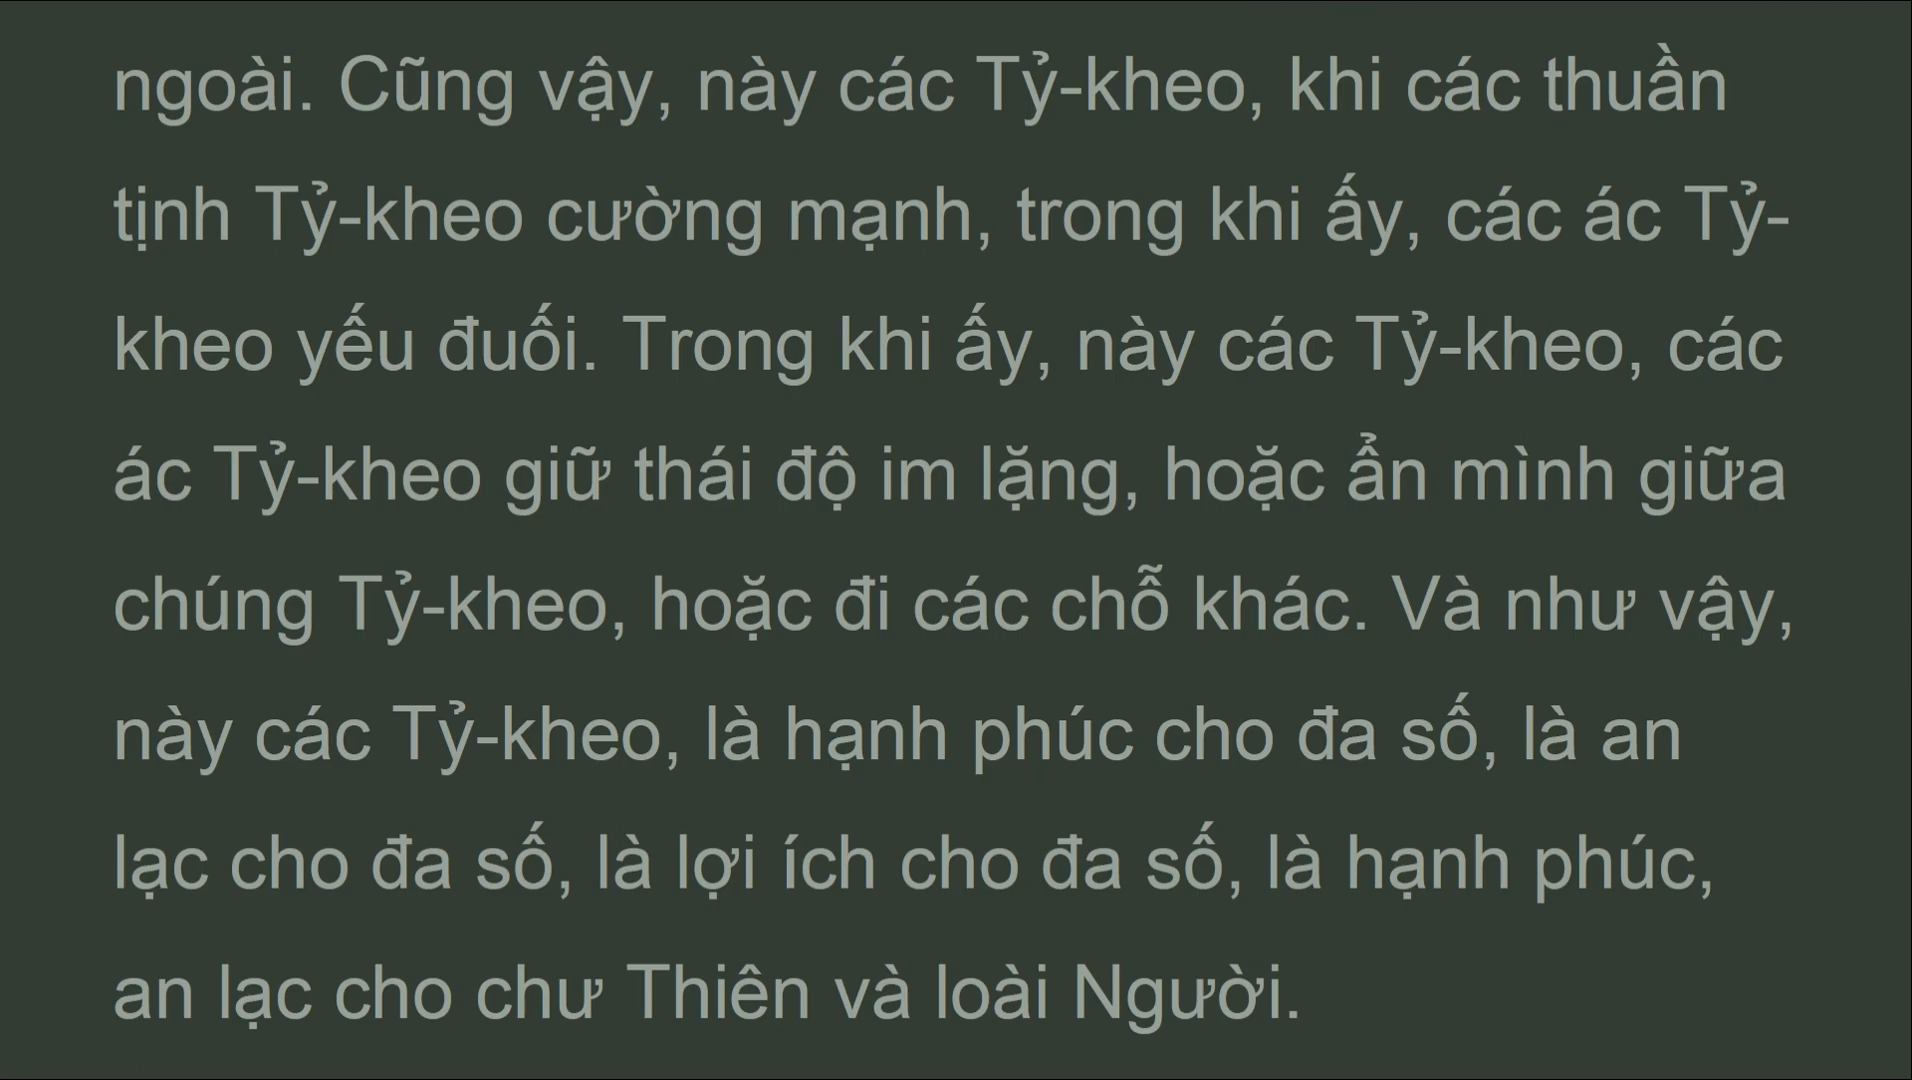 ngoài. Cũng vậy, này các Tỷ-kheo, khi các thuần
tịnh Tỷ-kheo cường mạnh, trong khi ấy, các ác Tỷ-
kheo yếu đuối. Trong khi ấy, này các Tỷ-kheo, các
ác Tỷ-kheo giữ thái độ im lặng, hoặc ẩn mình giữa
chúng Tỷ-kheo, hoặc đi các chỗ khác. Và như vậy,
này các Tỷ-kheo, là hạnh phúc cho đa số, là an
lạc cho đa số, là lợi ích cho đa số, là hạnh phúc,
an lạc cho chư Thiên và loài Người.